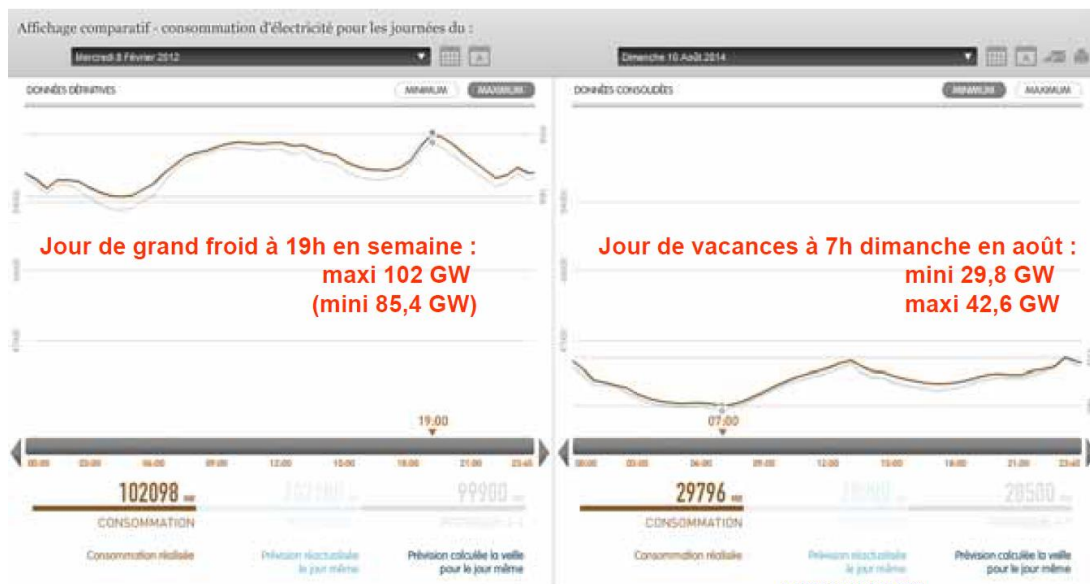 Affichage comparatif - consommation d'électricité pour les journées du :
Mercredi 8 Février 2012
Dimanche 10 Août 2014
DONNÉES DÉFINITIVES
MINIMUM
MAXIMUM
DONNÉES CONSOLIDÉES
MINIMUM
MAXIMUM
Jour de grand froid à 19h en semaine :
maxi 102 GW
(mini 85,4 GW)
Jour de vacances à 7h dimanche en août :
mini 29,8 GW
maxi 42,6 GW
19:00
07:00
00:00 03:00 06:00 09:00 12:00 15:00 18:00 21:00 23:45
00:00 03:00 06:00 09:00 12:00 15:00 18:00 21:00 23:45
102098
99900
29796
28500
CONSOMMATION
CONSOMMATION
Consommation réalisée
Prévision réactualisée
le jour même
Prévision calculée la veille
pour le jour même
Consommation réalisée
Prévision réactualisée
le jour même
Prévision calculée la veille
pour le jour même